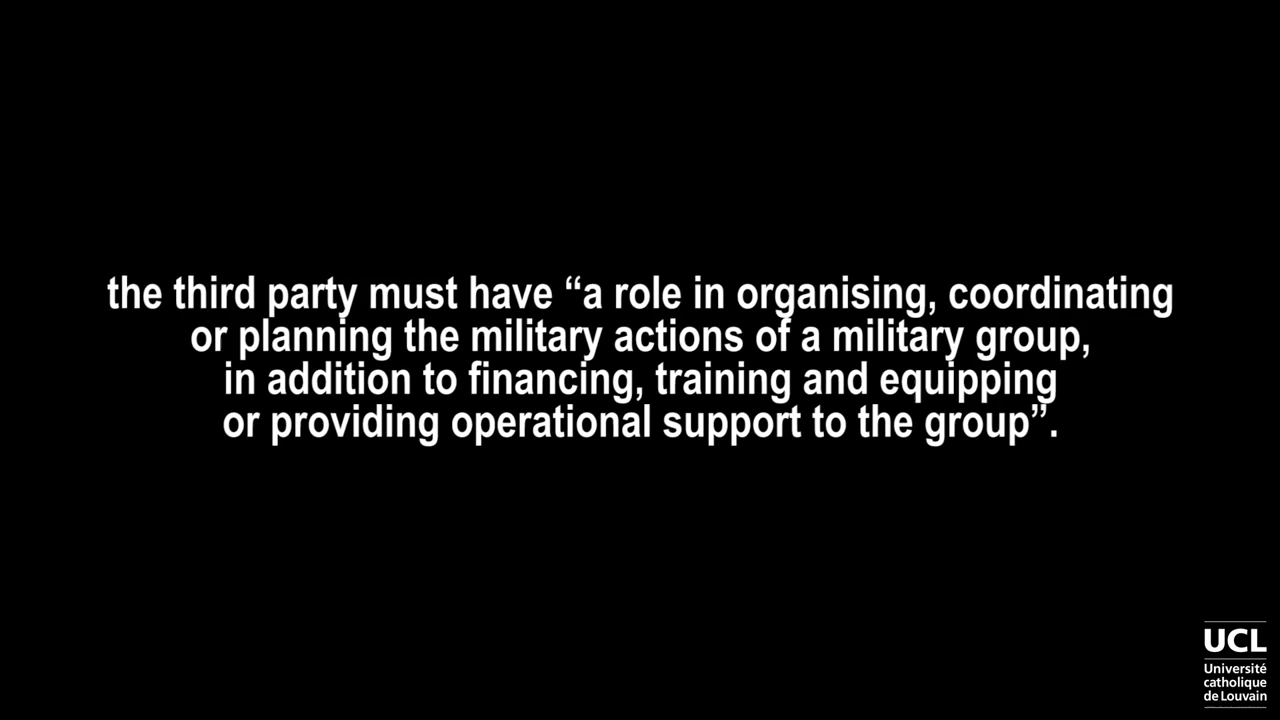 the third party must have “a role in organising, coordinating
or planning the military actions of a military group,
in addition to financing, training and equipping
or providing operational support to the group”.
UCL
Université
catholique
de Louvain